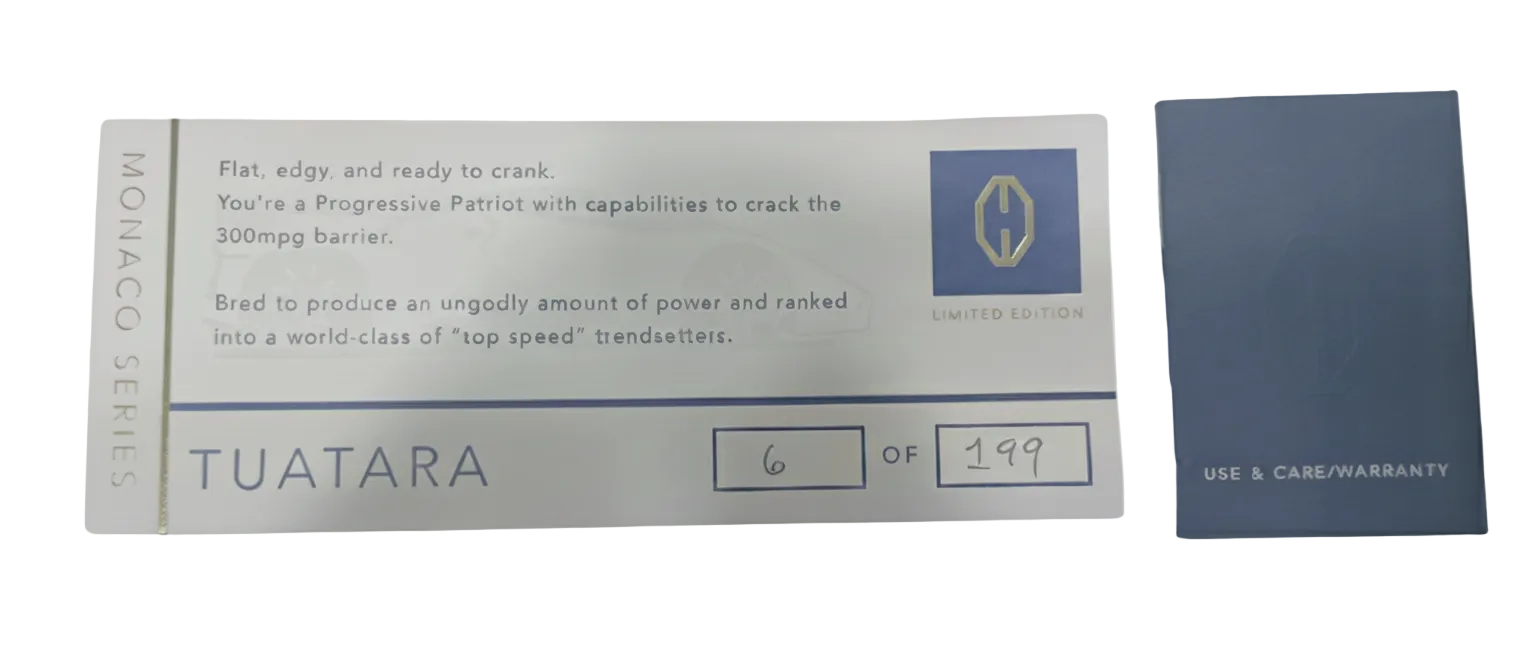 MONACO SERIES
Flat, edgy, and ready to crank.
You're a Progressive Patriot with capabilities to crack the
300mpg barrier.
Bred to produce an ungodly amount of power and ranked
into a world-class of “top speed” trendsetters.
LIMITED EDITION
TUATARA
6 OF 199
USE & CARE/WARRANTY